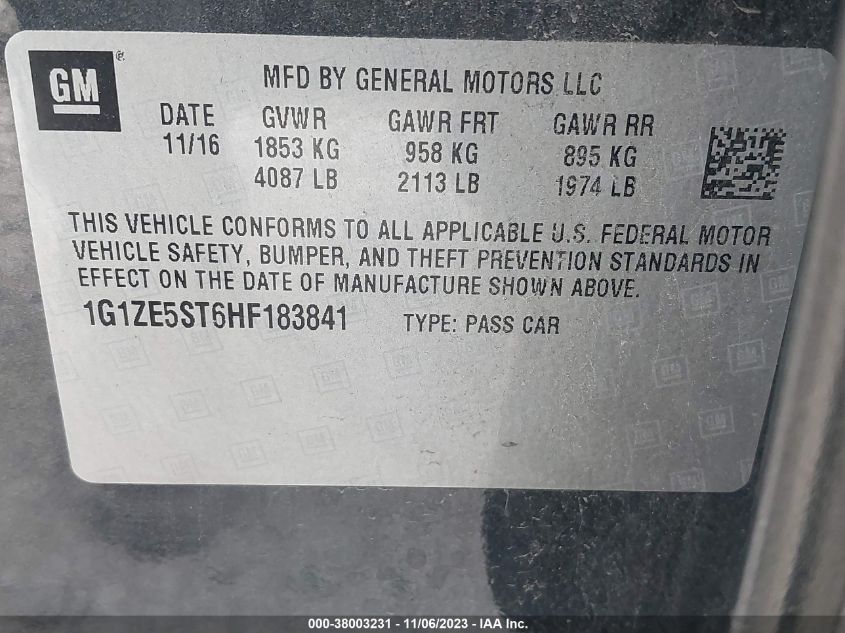 GM ®
MFD BY GENERAL MOTORS LLC
DATE GVWR GAWR FRT GAWR RR
11/16 1853 KG 958 KG 895 KG
4087 LB 2113 LB 1974 LB
THIS VEHICLE CONFORMS TO ALL APPLICABLE U.S. FEDERAL MOTOR
VEHICLE SAFETY, BUMPER, AND THEFT PREVENTION STANDARDS IN
EFFECT ON THE DATE OF MANUFACTURE SHOWN ABOVE.
1G1ZE5ST6HF183841 TYPE: PASS CAR
000-38003231 - 11/06/2023 - IAA Inc.